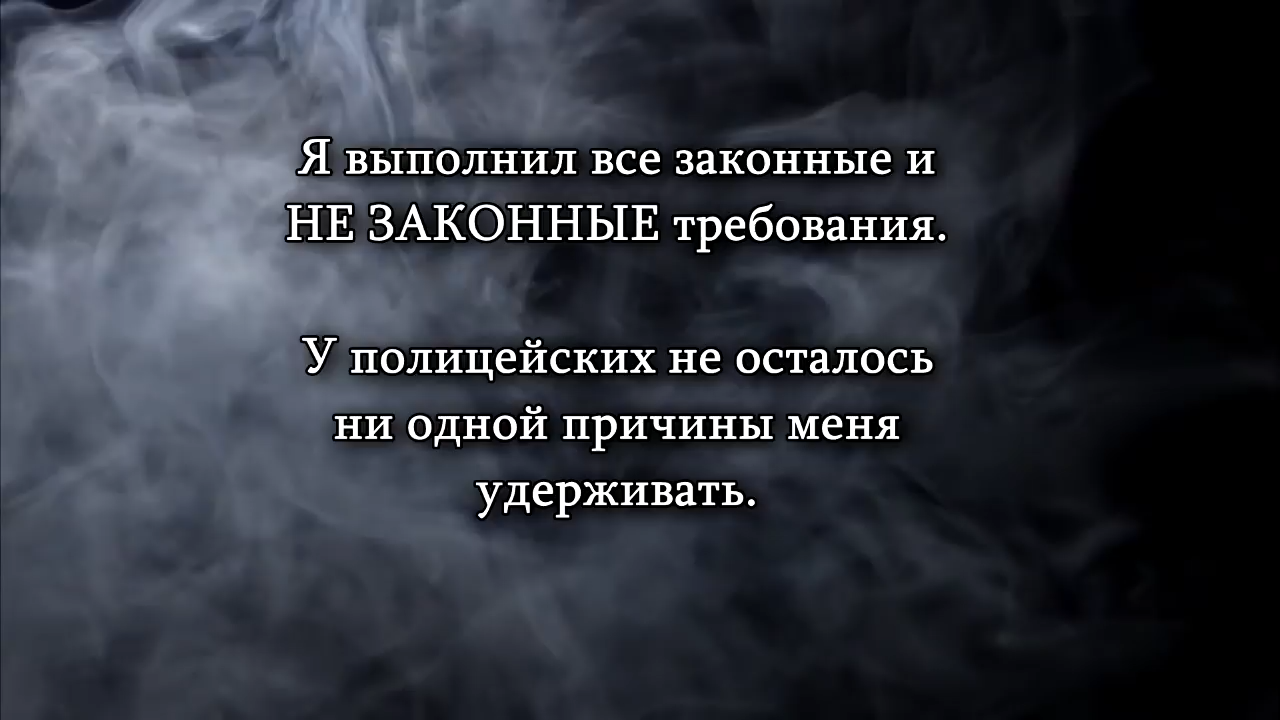 Я выполнил все законные и
НЕ ЗАКОННЫЕ требования.
У полицейских не осталось
ни одной причины меня
удерживать.